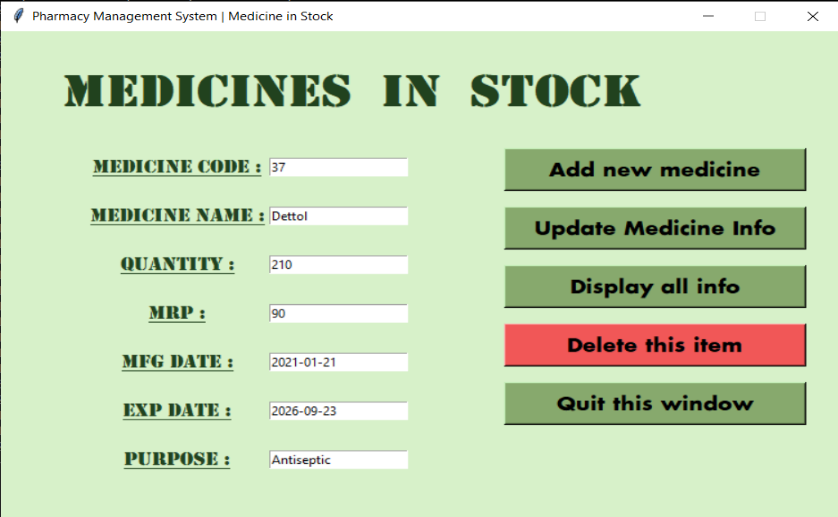 Pharmacy Management System | Medicine in Stock
MEDICINES IN STOCK
MEDICINE CODE : 37
MEDICINE NAME : Dettol
QUANTITY : 210
MRP : 90
MFG DATE : 2021-01-21
EXP DATE : 2026-09-23
PURPOSE : Antiseptic
Add new medicine
Update Medicine Info
Display all info
Delete this item
Quit this window